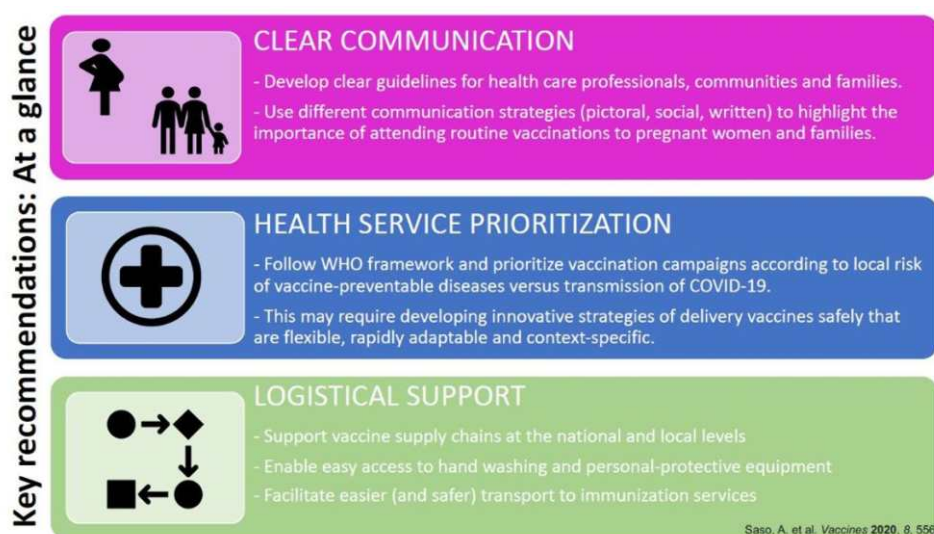 Key recommendations: At a glance
CLEAR COMMUNICATION
- Develop clear guidelines for health care professionals, communities and families.
- Use different communication strategies (pictoral, social, written) to highlight the
importance of attending routine vaccinations to pregnant women and families.
HEALTH SERVICE PRIORITIZATION
- Follow WHO framework and prioritize vaccination campaigns according to local risk
of vaccine-preventable diseases versus transmission of COVID-19.
- This may require developing innovative strategies of delivery vaccines safely that
are flexible, rapidly adaptable and context-specific.
LOGISTICAL SUPPORT
- Support vaccine supply chains at the national and local levels
- Enable easy access to hand washing and personal-protective equipment
- Facilitate easier (and safer) transport to immunization services
Saso, A. et al. Vaccines 2020, 8, 556